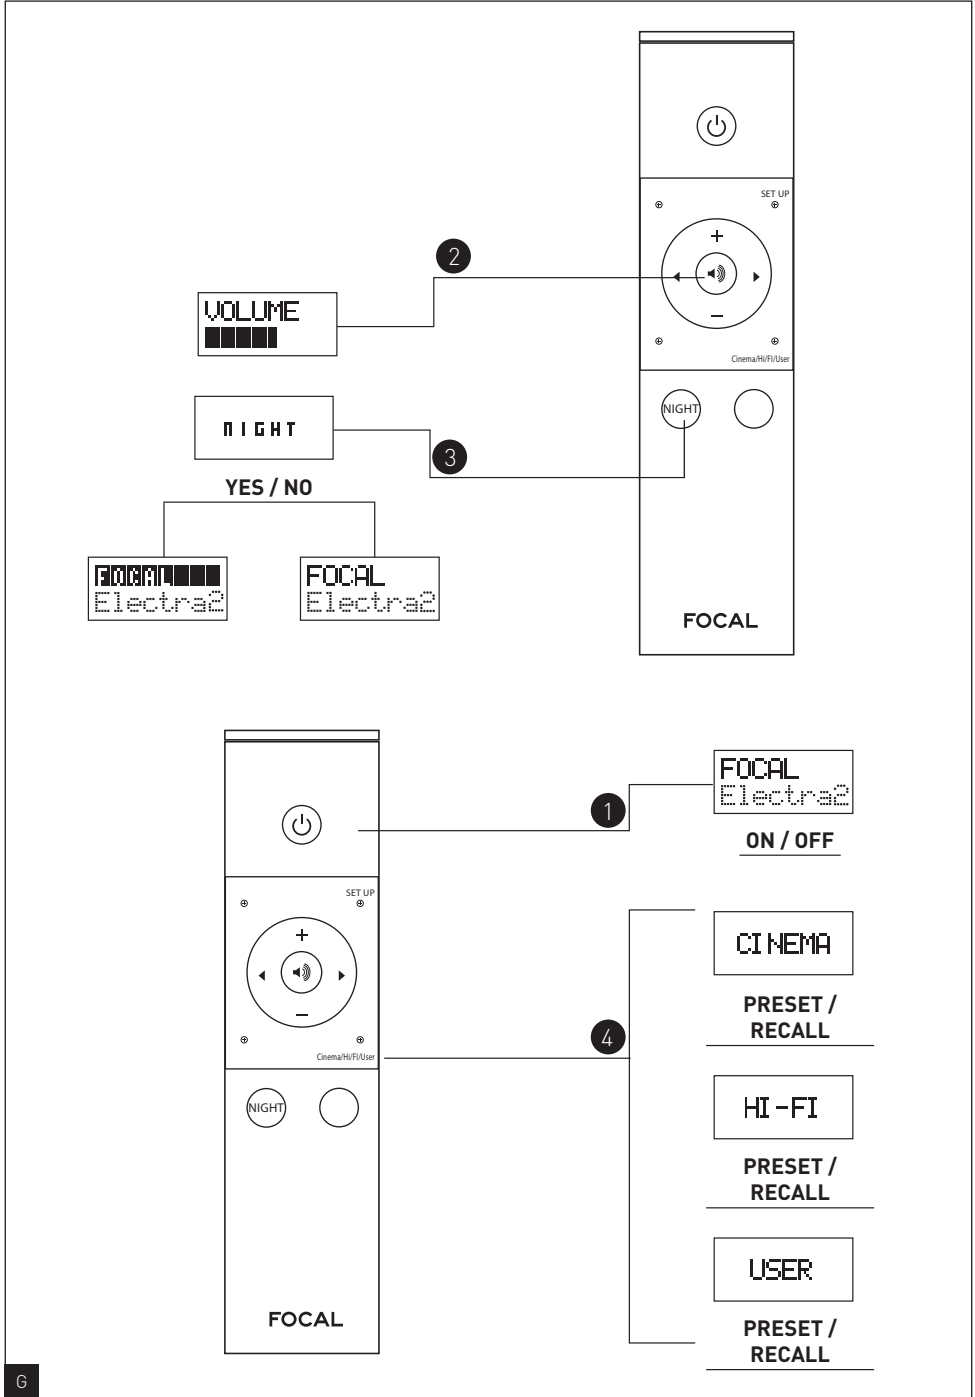 SET UP
+
2
VOLUME
−
Cinema/Hi/FI/User
NIGHT
NIGHT
3
YES / NO
FOCAL
Electra2
FOCAL
Electra2
FOCAL
FOCAL
Electra2
1
ON / OFF
SET UP
+
CINEMA
−
PRESET /
RECALL
4
Cinema/Hi/FI/User
NIGHT
HI-FI
PRESET /
RECALL
USER
FOCAL
PRESET /
RECALL
G